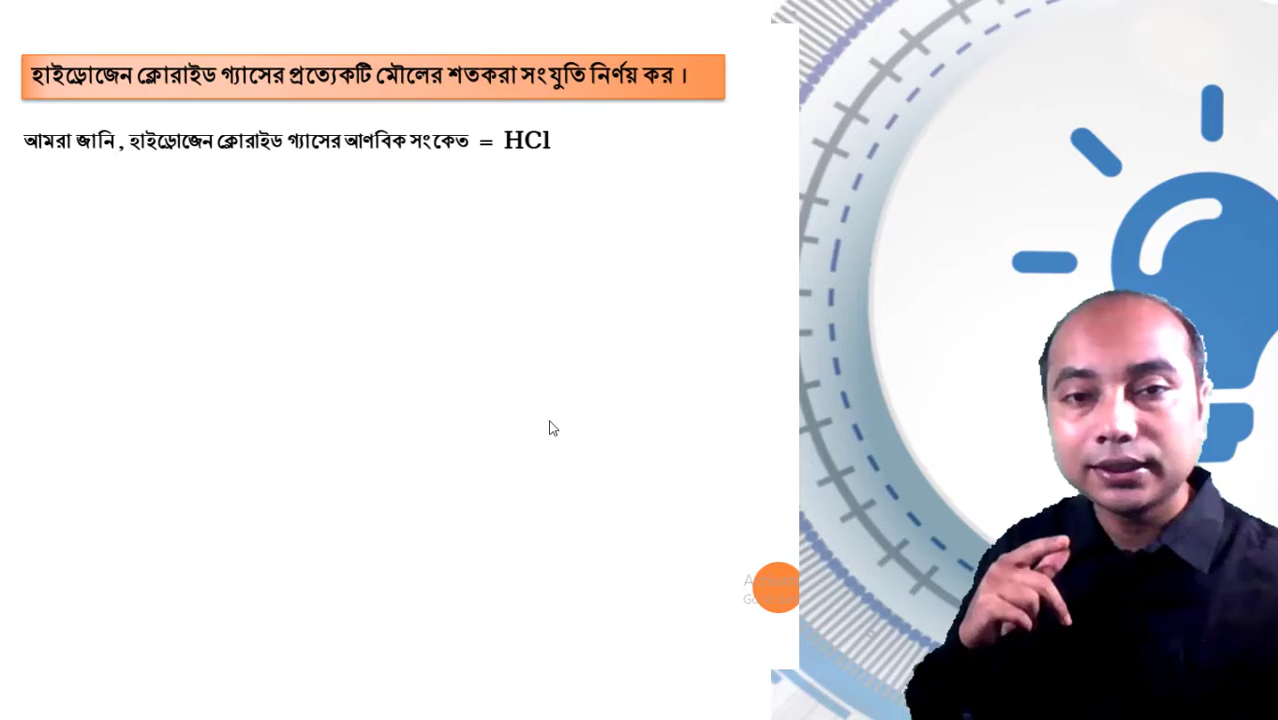 হাইড্রোজেন ক্লোরাইড গ্যাসের প্রত্যেকটি মৌলের শতকরা সংযুতি নির্ণয় কর ।
আমরা জানি , হাইড্রোজেন ক্লোরাইড গ্যাসের আণবিক সংকেত = HCl